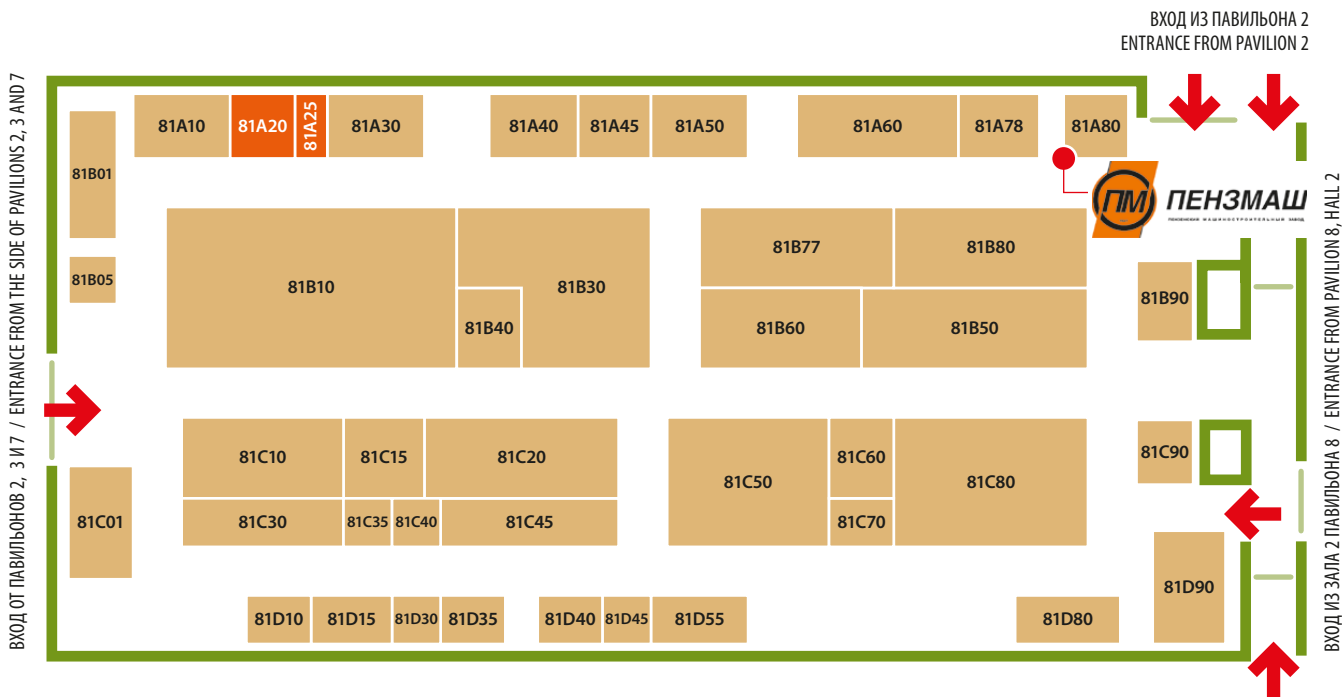 ВХОД ИЗ ПАВИЛЬОНА 2
ENTRANCE FROM PAVILION 2
ВХОД ОТ ПАВИЛЬОНОВ 2, 3 И 7 / ENTRANCE FROM THE SIDE OF PAVILIONS 2, 3 AND 7
81A10
81A20
81A25
81A30
81A40
81A45
81A50
81A60
81A78
81A80
81B01
ПМ ПЕНЗМАШ
ПЕНЗЕНСКИЙ МАШИНОСТРОИТЕЛЬНЫЙ ЗАВОД
81B05
81B10
81B30
81B40
81B77
81B80
81B60
81B50
81B90
81C01
81C10
81C15
81C20
81C30
81C35
81C40
81C45
81C50
81C60
81C70
81C80
81C90
81D10
81D15
81D30
81D35
81D40
81D45
81D55
81D80
81D90
ВХОД ИЗ ЗАЛА 2 ПАВИЛЬОНА 8 / ENTRANCE FROM PAVILION 8, HALL 2